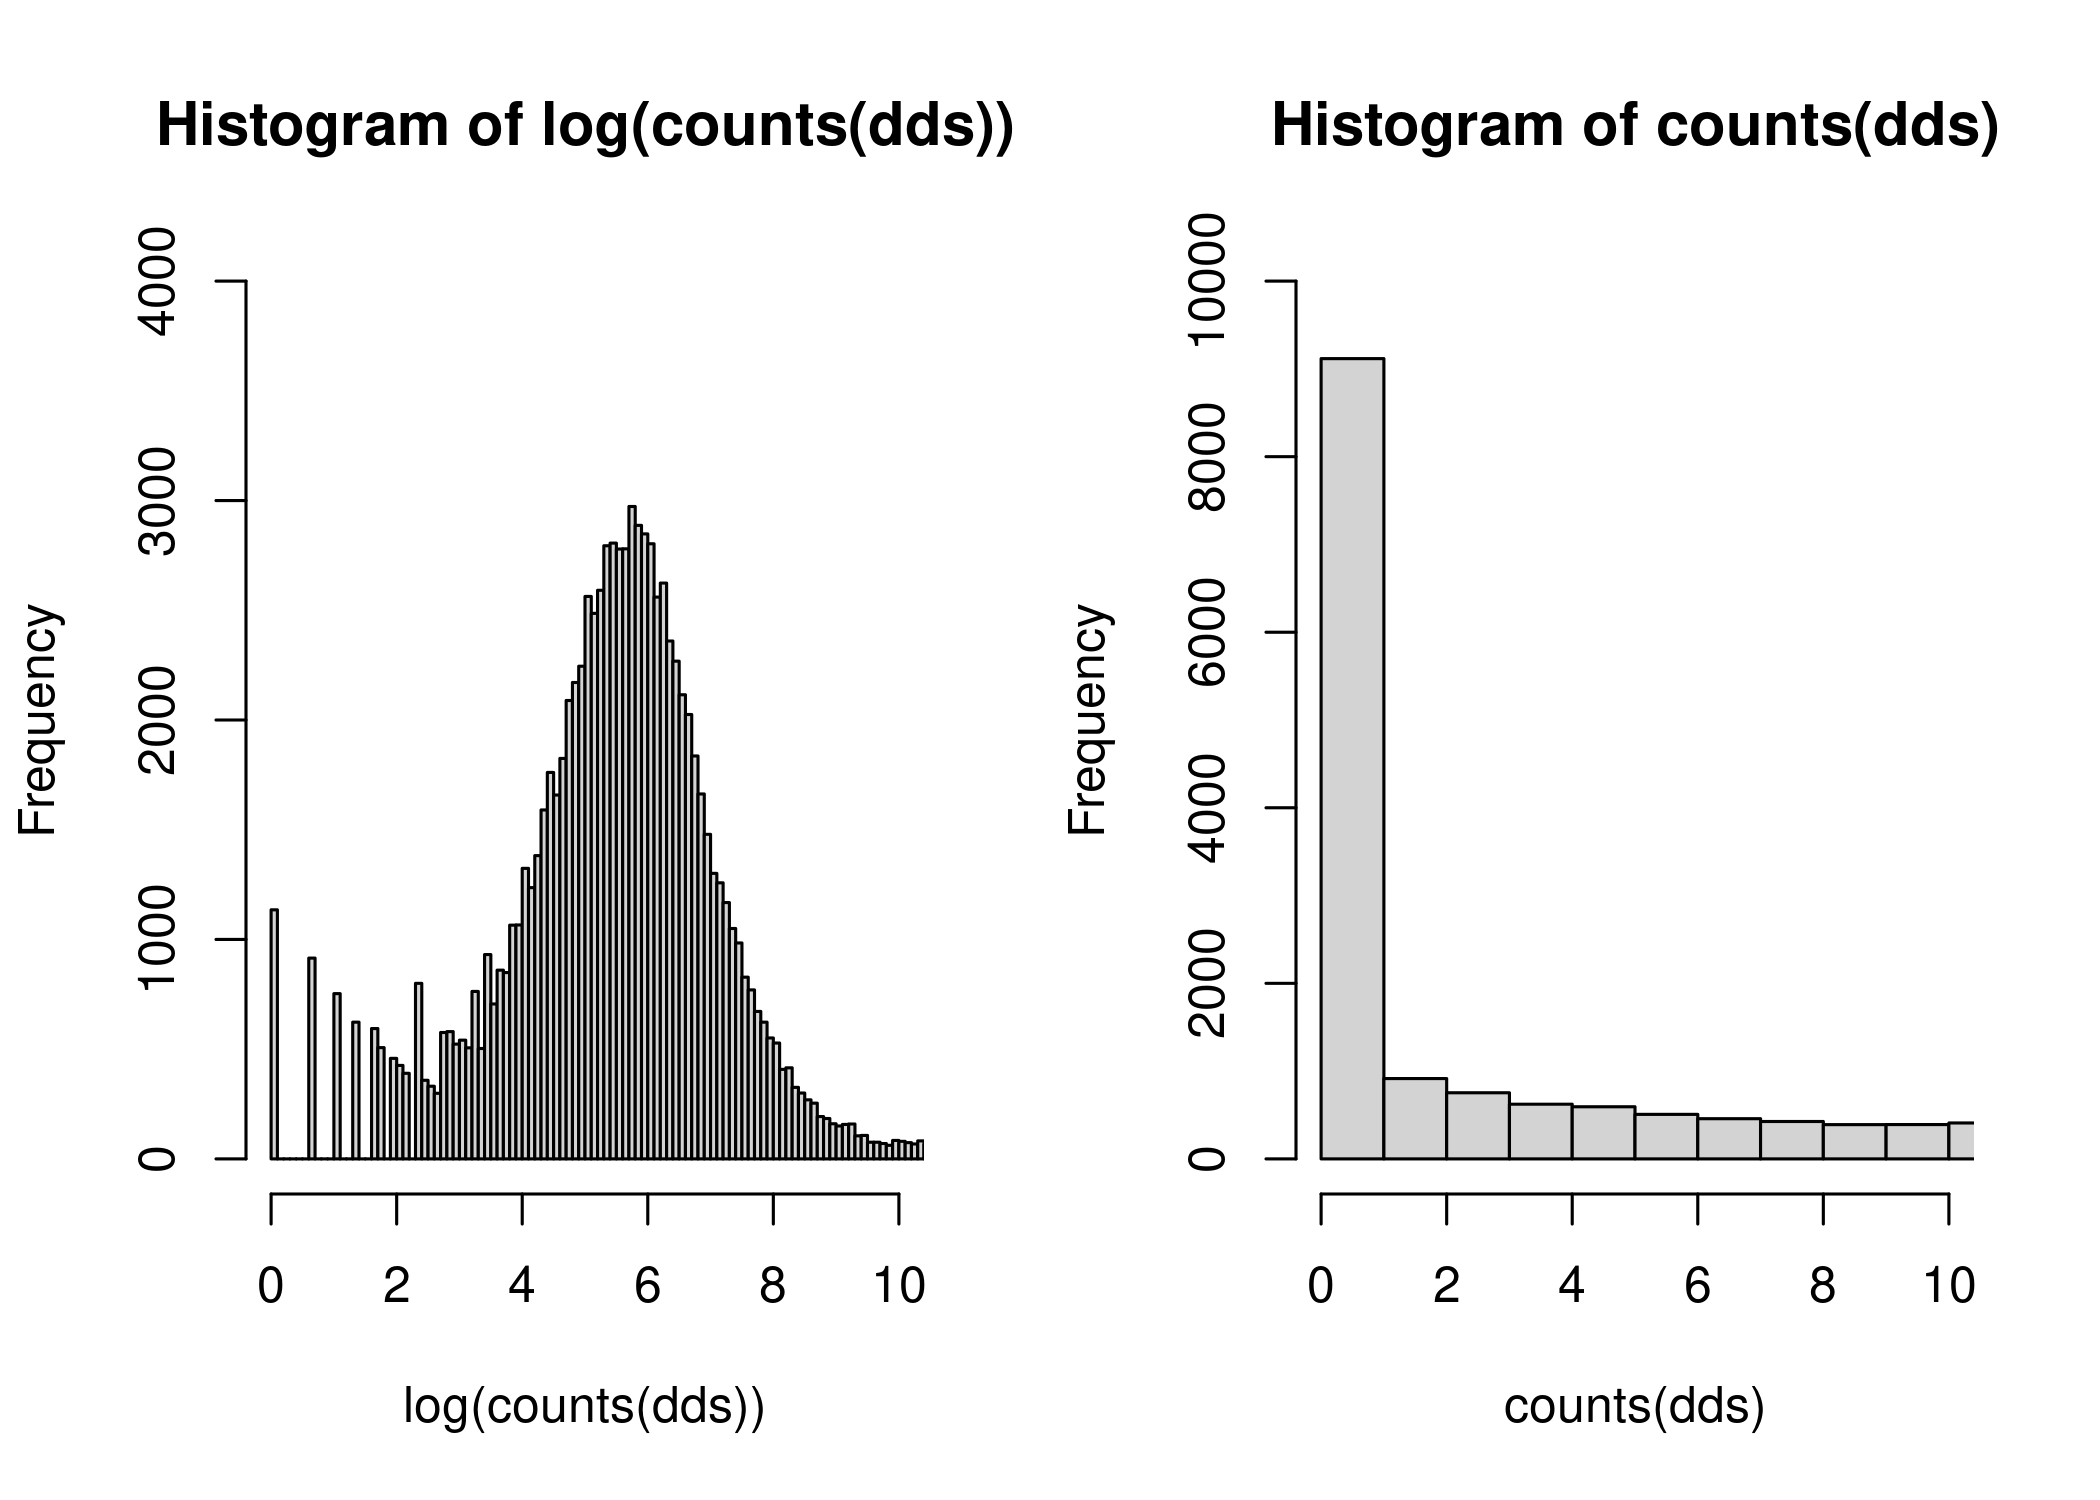 Histogram of log(counts(dds))
Frequency
4000
3000
2000
1000
0
0 2 4 6 8 10
log(counts(dds))
Histogram of counts(dds)
Frequency
10000
8000
6000
4000
2000
0
0 2 4 6 8 10
counts(dds)